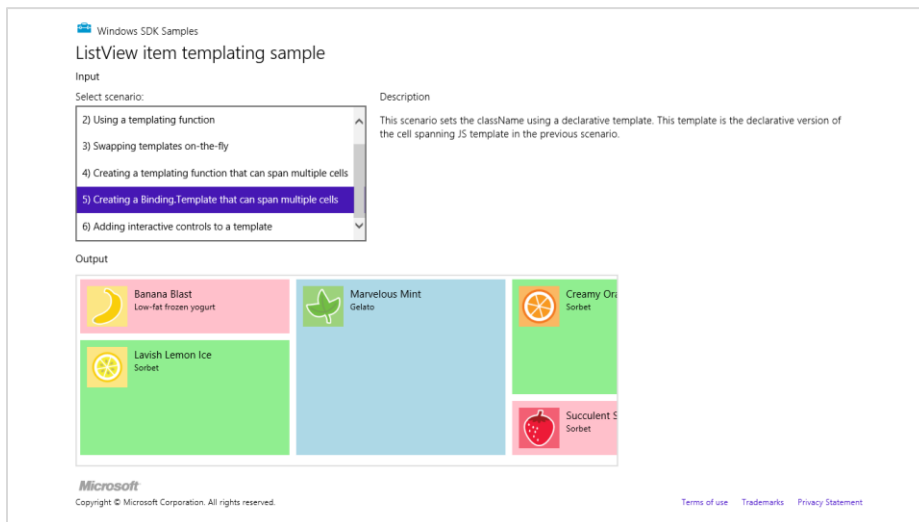 Windows SDK Samples
ListView item templating sample
Input
Select scenario:
2) Using a templating function
3) Swapping templates on-the-fly
4) Creating a templating function that can span multiple cells
5) Creating a Binding.Template that can span multiple cells
6) Adding interactive controls to a template
Description
This scenario sets the className using a declarative template. This template is the declarative version of
the cell spanning JS template in the previous scenario.
Output
Banana Blast
Low-fat frozen yogurt
Lavish Lemon Ice
Sorbet
Marvelous Mint
Gelato
Creamy Ora
Sorbet
Succulent S
Sorbet
Microsoft
Copyright © Microsoft Corporation. All rights reserved.
Terms of use Trademarks Privacy Statement